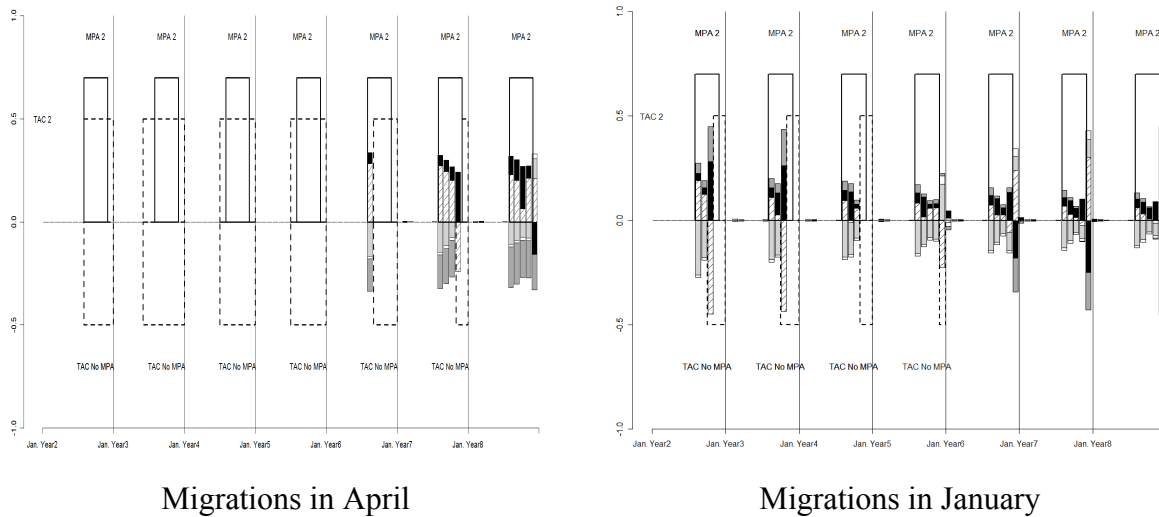 1.0
MPA 2 MPA 2 MPA 2 MPA 2 MPA 2 MPA 2 MPA 2
0.5
TAC 2
0.0
-0.5
TAC No MPA TAC No MPA TAC No MPA TAC No MPA TAC No MPA TAC No MPA
-1.0
Jan. Year2 Jan. Year3 Jan. Year4 Jan. Year5 Jan. Year6 Jan. Year7 Jan. Year8
Migrations in April
1.0
MPA 2 MPA 2 MPA 2 MPA 2 MPA 2 MPA 2 MPA 2
0.5
TAC 2
0.0
-0.5
TAC No MPA TAC No MPA TAC No MPA TAC No MPA
-1.0
Jan. Year2 Jan. Year3 Jan. Year4 Jan. Year5 Jan. Year6 Jan. Year7 Jan. Year8
Migrations in January